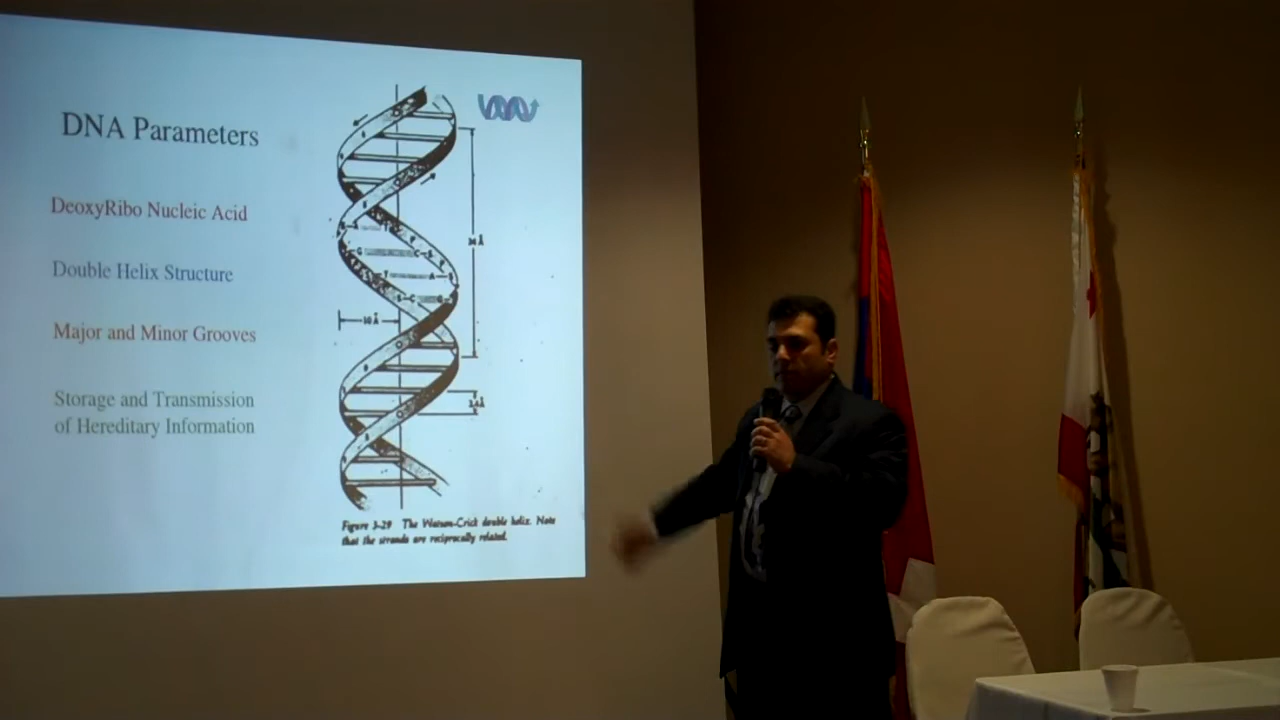 DNA Parameters
DeoxyRibo Nucleic Acid
Double Helix Structure
Major and Minor Grooves
Storage and Transmission
of Hereditary Information
34 Å
10 Å
Figure 3-29 The Watson-Crick double helix. Note
that the strands are reciprocally related.